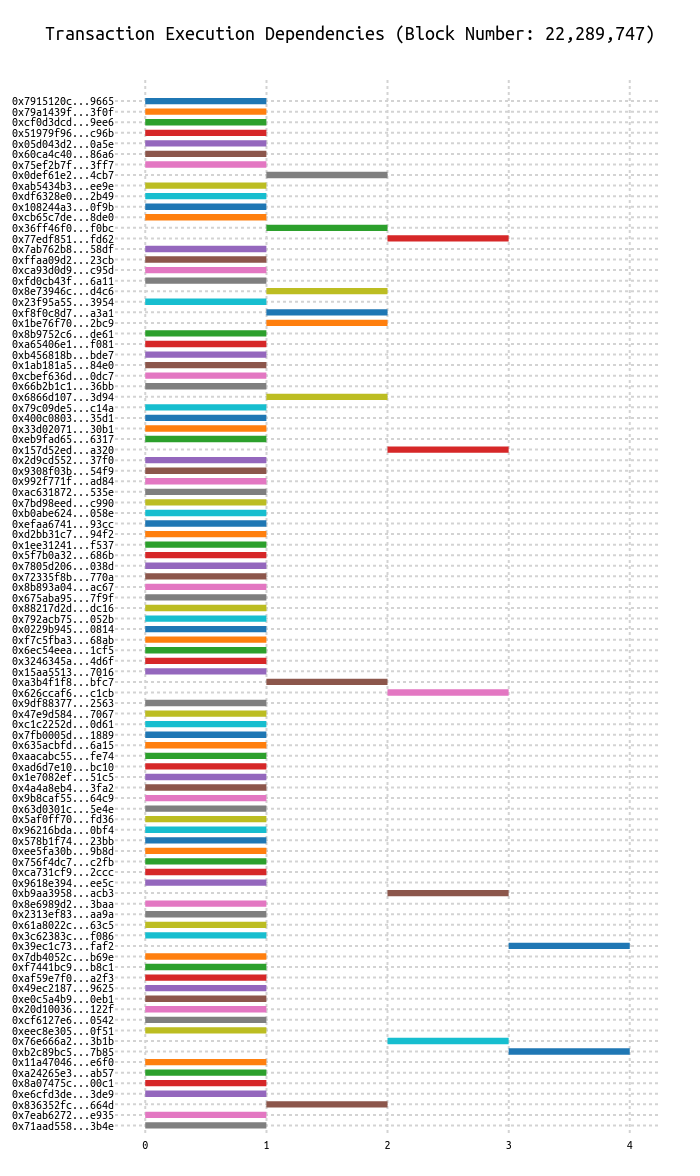 Transaction Execution Dependencies (Block Number: 22,289,747)
0x7915120c...9665
0x79a1439f...3f0f
0xcf0d3dcd...9ee6
0x51979f96...c96b
0x05d043d2...0a5e
0x60ca4c40...86a6
0x75ef2b7f...3ff7
0x0def61e2...4cb7
0xab5434b3...ee9e
0xdf6328e0...2b49
0x108244a3...0f9b
0xcb65c7de...8de0
0x36ff46f0...f0bc
0x77edf851...fd62
0x7ab762b8...58df
0xffaa09d2...23cb
0xca93d0d9...c95d
0xfd0cb43f...6a11
0x8e73946c...d4c6
0x23f95a55...3954
0xf8f0c8d7...a3a1
0x1be76f70...2bc9
0x8b9752c6...de61
0xa65406e1...f081
0xb456818b...bde7
0x1ab181a5...84e0
0xcbef636d...0dc7
0x66b2b1c1...36bb
0x6866d107...3d94
0x79c09de5...c14a
0x400c0803...35d1
0x33d02071...30b1
0xeb9fad65...6317
0x157d52ed...a320
0x2d9cd552...37f0
0x9308f03b...54f9
0x992f771f...ad84
0xac631872...535e
0x7bd98eed...c990
0xb0abe624...058e
0xefaa6741...93cc
0xd2bb31c7...94f2
0x1ee31241...f537
0x5f7b0a32...686b
0x7805d206...038d
0x72335f8b...770a
0x8b893a04...ac67
0x675aba95...7f9f
0x88217d2d...dc16
0x792acb75...052b
0x0229b945...0814
0xf7c5fba3...68ab
0x6ec54eea...1cf5
0x3246345a...4d6f
0x15aa5513...7016
0xa3b4f1f8...bfc7
0x626ccaf6...c1cb
0x9df88377...2563
0x47e9d584...7067
0xc1c2252d...0d61
0x7fb0005d...1889
0x635acbfd...6a15
0xaacabc55...fe74
0xad6d7e10...bc10
0x1e7082ef...51c5
0x4a4a8eb4...3fa2
0x9b8caf55...64c9
0x63d0301c...5e4e
0x5af0ff70...fd36
0x96216bda...0bf4
0x578b1f74...23bb
0xee5fa30b...9b8d
0x756f4dc7...c2fb
0xca731cf9...2ccc
0x9618e394...ee5c
0xb9aa3958...acb3
0x8e6989d2...3baa
0x2313ef83...aa9a
0x61a8022c...63c5
0x3c62383c...f086
0x39ec1c73...faf2
0x7db4052c...b69e
0xf7441bc9...b8c1
0xaf59e7f0...a2f3
0x49ec2187...9625
0xe0c5a4b9...0eb1
0x20d10036...122f
0xcf6127e6...0542
0xeec8e305...0f51
0x76e666a2...3b1b
0xb2c89bc5...7b85
0x11a47046...e6f0
0xa24265e3...ab57
0x8a07475c...00c1
0xe6cfd3de...3de9
0x836352fc...664d
0x7eab6272...e935
0x71aad558...3b4e
0 1 2 3 4